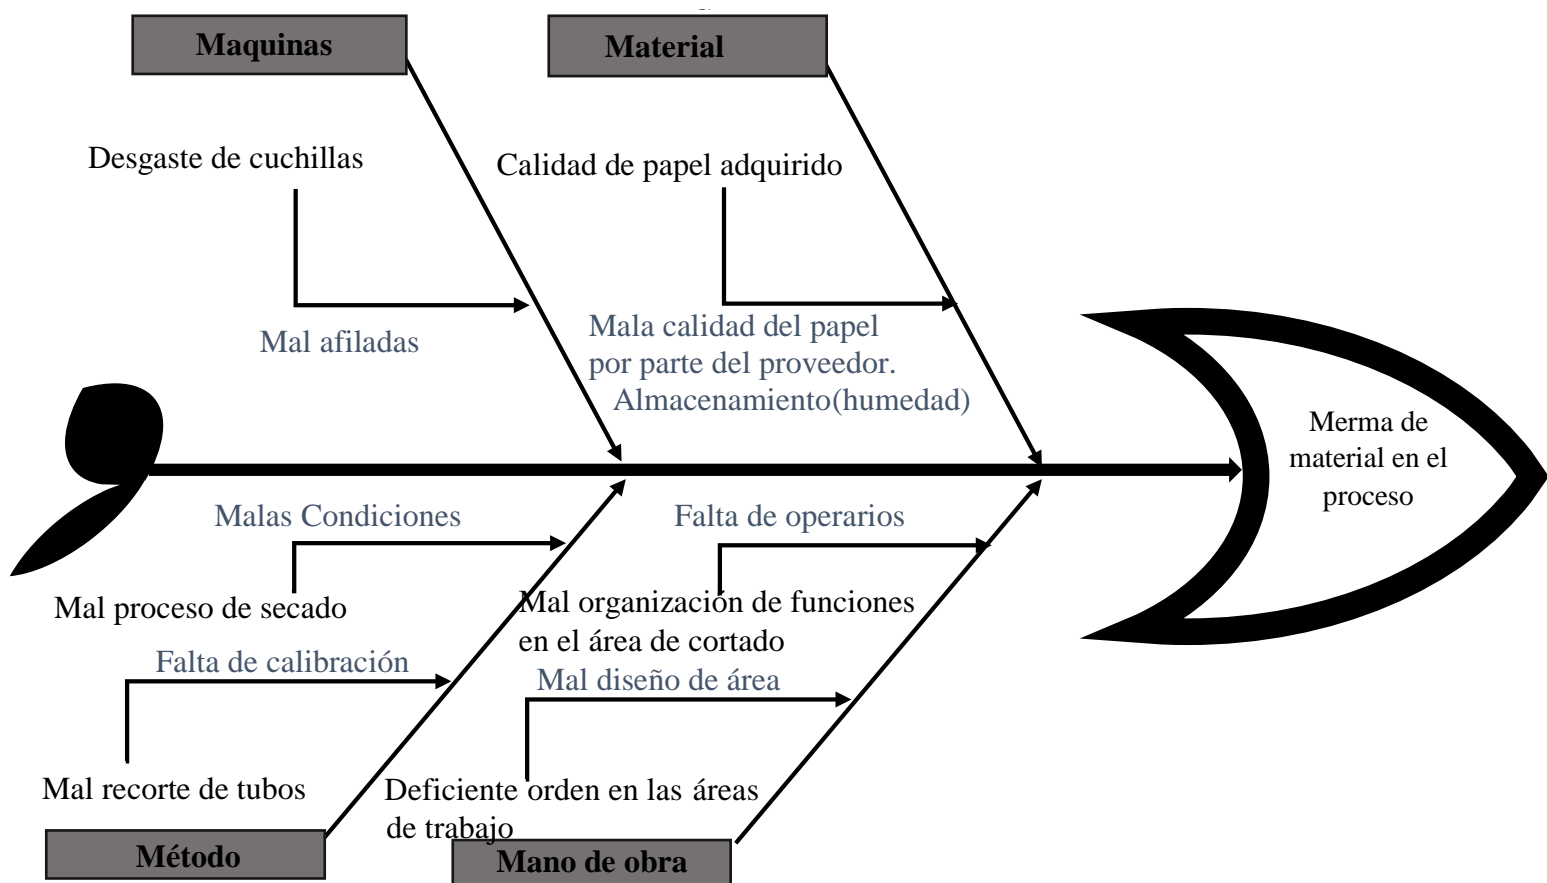 Maquinas
Material
Desgaste de cuchillas
Calidad de papel adquirido
Mal afiladas
Mala calidad del papel
por parte del proveedor.
Almacenamiento(humedad)
Merma de
material en el
proceso
Malas Condiciones
Falta de operarios
Mal proceso de secado
Mal organización de funciones
en el área de cortado
Falta de calibración
Mal diseño de área
Mal recorte de tubos
Deficiente orden en las áreas
de trabajo
Método
Mano de obra